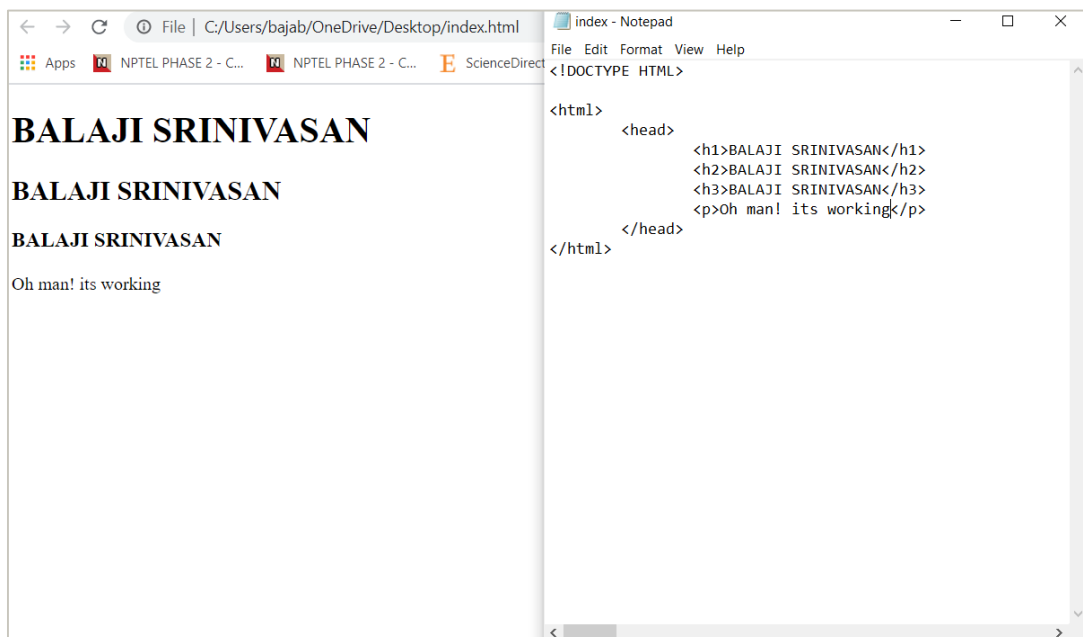 File | C:/Users/bajab/OneDrive/Desktop/index.html
Apps NPTEL PHASE 2 - C... NPTEL PHASE 2 - C... ScienceDirect
BALAJI SRINIVASAN
BALAJI SRINIVASAN
BALAJI SRINIVASAN
Oh man! its working
index - Notepad
File Edit Format View Help
<!DOCTYPE HTML>
<html>
<head>
<h1>BALAJI SRINIVASAN</h1>
<h2>BALAJI SRINIVASAN</h2>
<h3>BALAJI SRINIVASAN</h3>
<p>Oh man! its working</p>
</head>
</html>